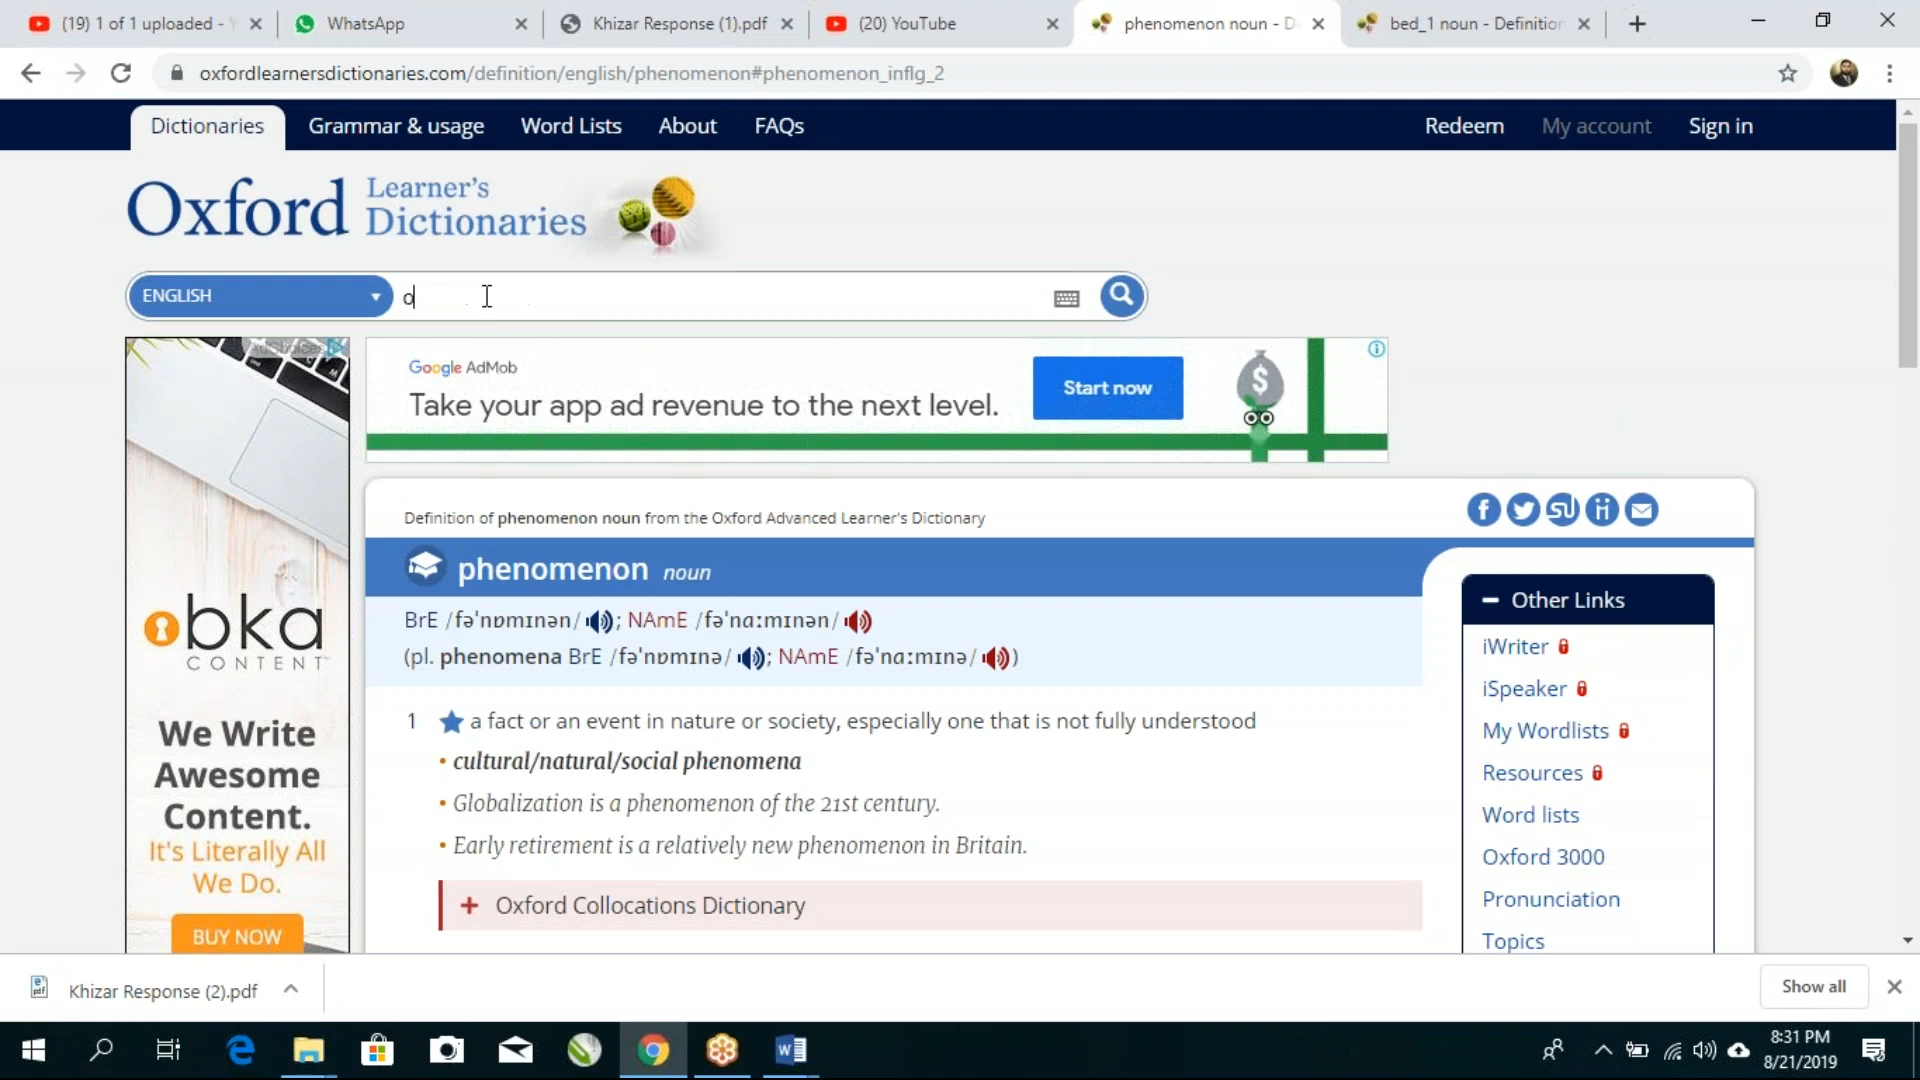 (19) 1 of 1 uploaded - Y
WhatsApp
Khizar Response (1).pdf
(20) YouTube
phenomenon noun - De
bed_1 noun - Definition
oxfordlearnersdictionaries.com/definition/english/phenomenon#phenomenon_inflg_2
Dictionaries
Grammar & usage
Word Lists
About
FAQs
Redeem
My account
Sign in
Oxford Learner's Dictionaries
ENGLISH
o
AdChoices
Google AdMob
Take your app ad revenue to the next level.
Start now
bka
CONTENT
We Write
Awesome
Content.
It's Literally All
We Do.
BUY NOW
Definition of phenomenon noun from the Oxford Advanced Learner's Dictionary
phenomenon noun
BrE /fəˈnɒmɪnən/ ; NAmE /fəˈnɑːmɪnən/
(pl. phenomena BrE /fəˈnɒmɪnə/ ; NAmE /fəˈnɑːmɪnə/ )
1 a fact or an event in nature or society, especially one that is not fully understood
• cultural/natural/social phenomena
• Globalization is a phenomenon of the 21st century.
• Early retirement is a relatively new phenomenon in Britain.
+ Oxford Collocations Dictionary
Other Links
iWriter
iSpeaker
My Wordlists
Resources
Word lists
Oxford 3000
Pronunciation
Topics
Khizar Response (2).pdf
Show all
8:31 PM
8/21/2019